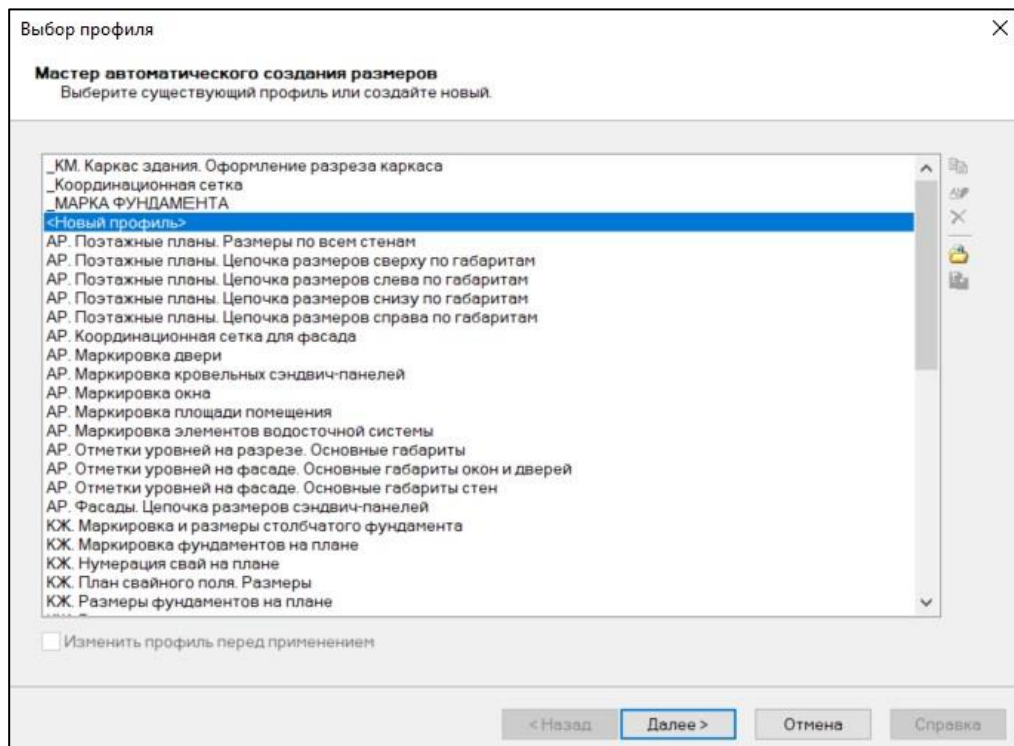 Выбор профиля
Мастер автоматического создания размеров
Выберите существующий профиль или создайте новый.
_КМ. Каркас здания. Оформление разреза каркаса
_Координационная сетка
_МАРКА ФУНДАМЕНТА
<Новый профиль>
АР. Поэтажные планы. Размеры по всем стенам
АР. Поэтажные планы. Цепочка размеров сверху по габаритам
АР. Поэтажные планы. Цепочка размеров слева по габаритам
АР. Поэтажные планы. Цепочка размеров снизу по габаритам
АР. Поэтажные планы. Цепочка размеров справа по габаритам
АР. Координационная сетка для фасада
АР. Маркировка двери
АР. Маркировка кровельных сэндвич-панелей
АР. Маркировка окна
АР. Маркировка площади помещения
АР. Маркировка элементов водосточной системы
АР. Отметки уровней на разрезе. Основные габариты
АР. Отметки уровней на фасаде. Основные габариты окон и дверей
АР. Отметки уровней на фасаде. Основные габариты стен
АР. Фасады. Цепочка размеров сэндвич-панелей
КЖ. Маркировка и размеры столбчатого фундамента
КЖ. Маркировка фундаментов на плане
КЖ. Нумерация свай на плане
КЖ. План свайного поля. Размеры
КЖ. Размеры фундаментов на плане
Изменить профиль перед применением
< Назад
Далее >
Отмена
Справка